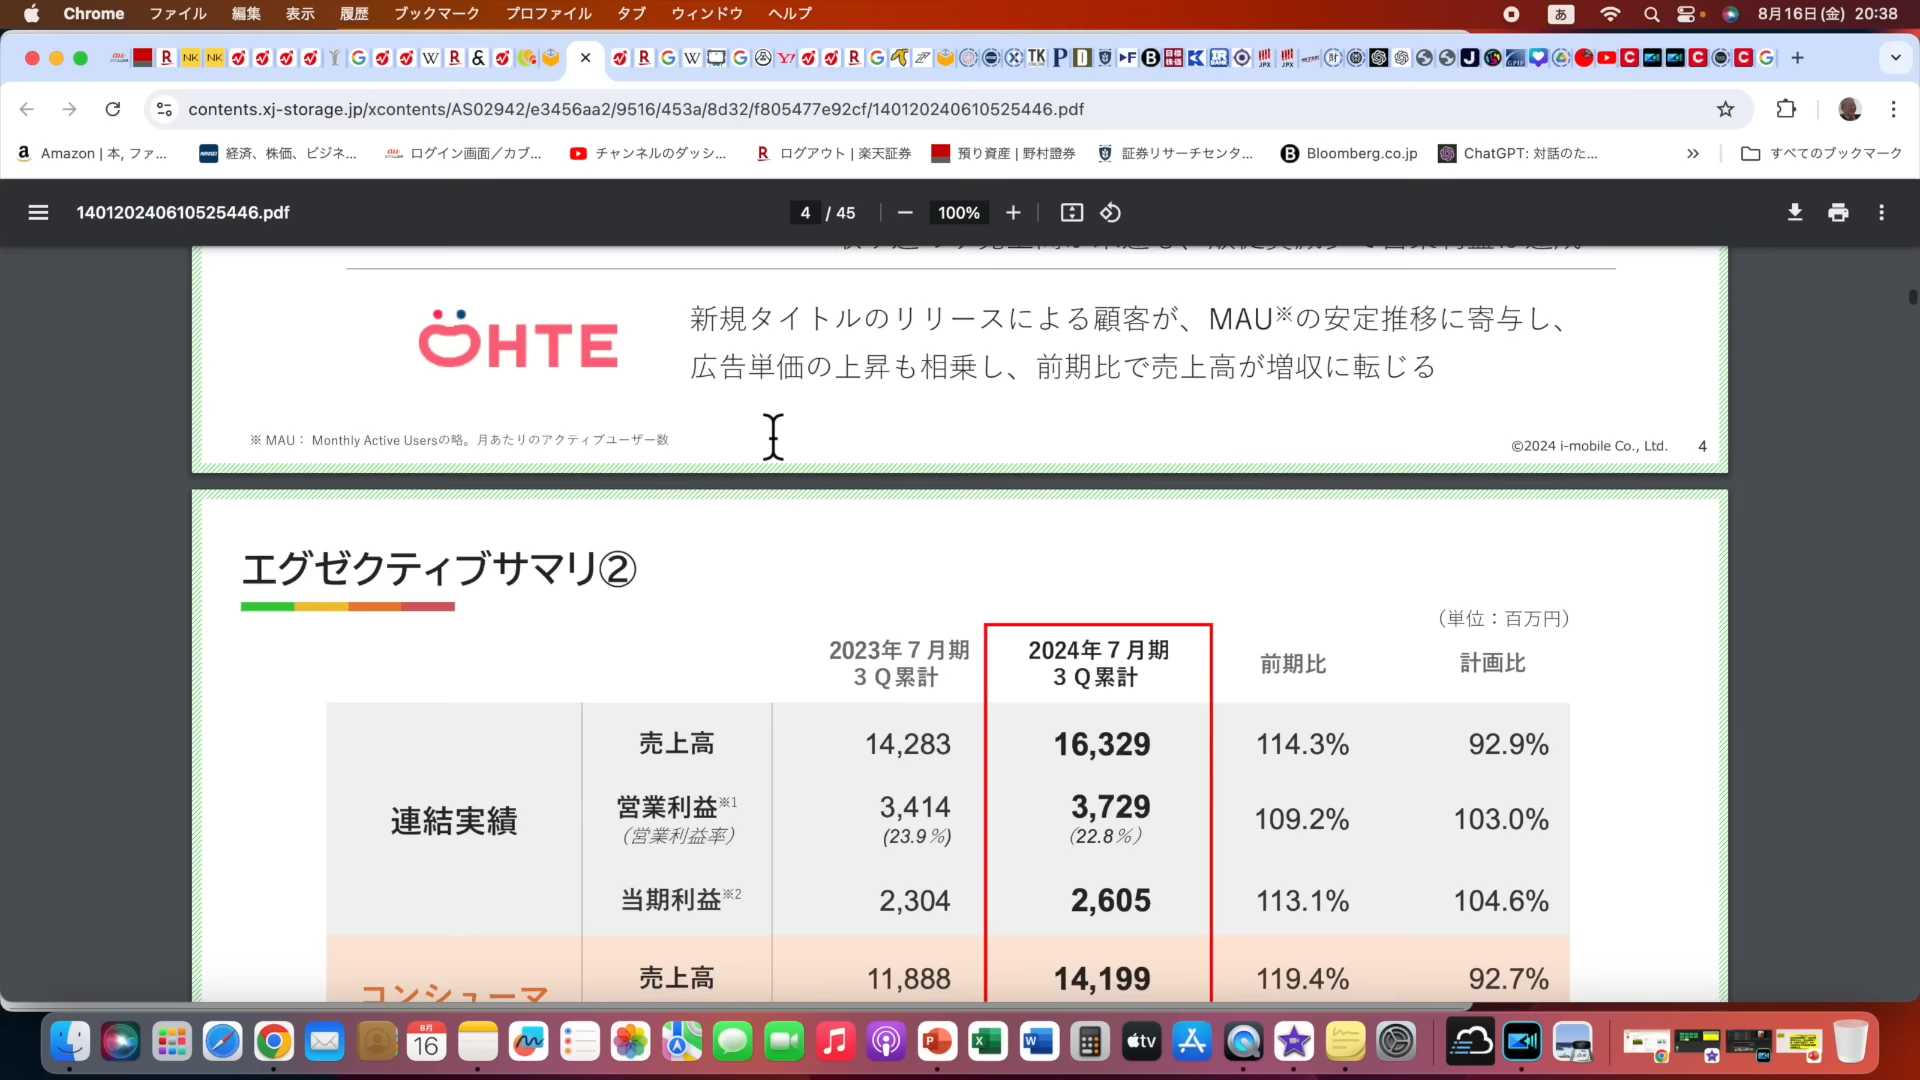 Chrome ファイル 編集 表示 履歴 ブックマーク プロファイル タブ ウィンドウ ヘルプ あ 8月16日(金) 20:38
contents.xj-storage.jp/xcontents/AS02942/e3456aa2/9516/453a/8d32/f805477e92cf/140120240610525446.pdf
Amazon | 本, ファ... 経済、株価、ビジネ... ログイン画面／カブ... チャンネルのダッシ... ログアウト | 楽天証券 預り資産 | 野村證券 証券リサーチセンタ... Bloomberg.co.jp ChatGPT: 対話のた... » すべてのブックマーク
140120240610525446.pdf 4 / 45 100%
ÖHTE
新規タイトルのリリースによる顧客が、MAU※の安定推移に寄与し、
広告単価の上昇も相乗し、前期比で売上高が増収に転じる
※ MAU： Monthly Active Usersの略。月あたりのアクティブユーザー数
©2024 i-mobile Co., Ltd. 4
エグゼクティブサマリ②
（単位：百万円）
2023年７月期
３Ｑ累計
2024年７月期
３Ｑ累計
前期比
計画比
連結実績
売上高 14,283 16,329 114.3% 92.9%
営業利益※1 3,414 3,729 109.2% 103.0%
（営業利益率） (23.9％) （22.8％）
当期利益※2 2,304 2,605 113.1% 104.6%
コンシューマ
売上高 11,888 14,199 119.4% 92.7%
8月
16
tv